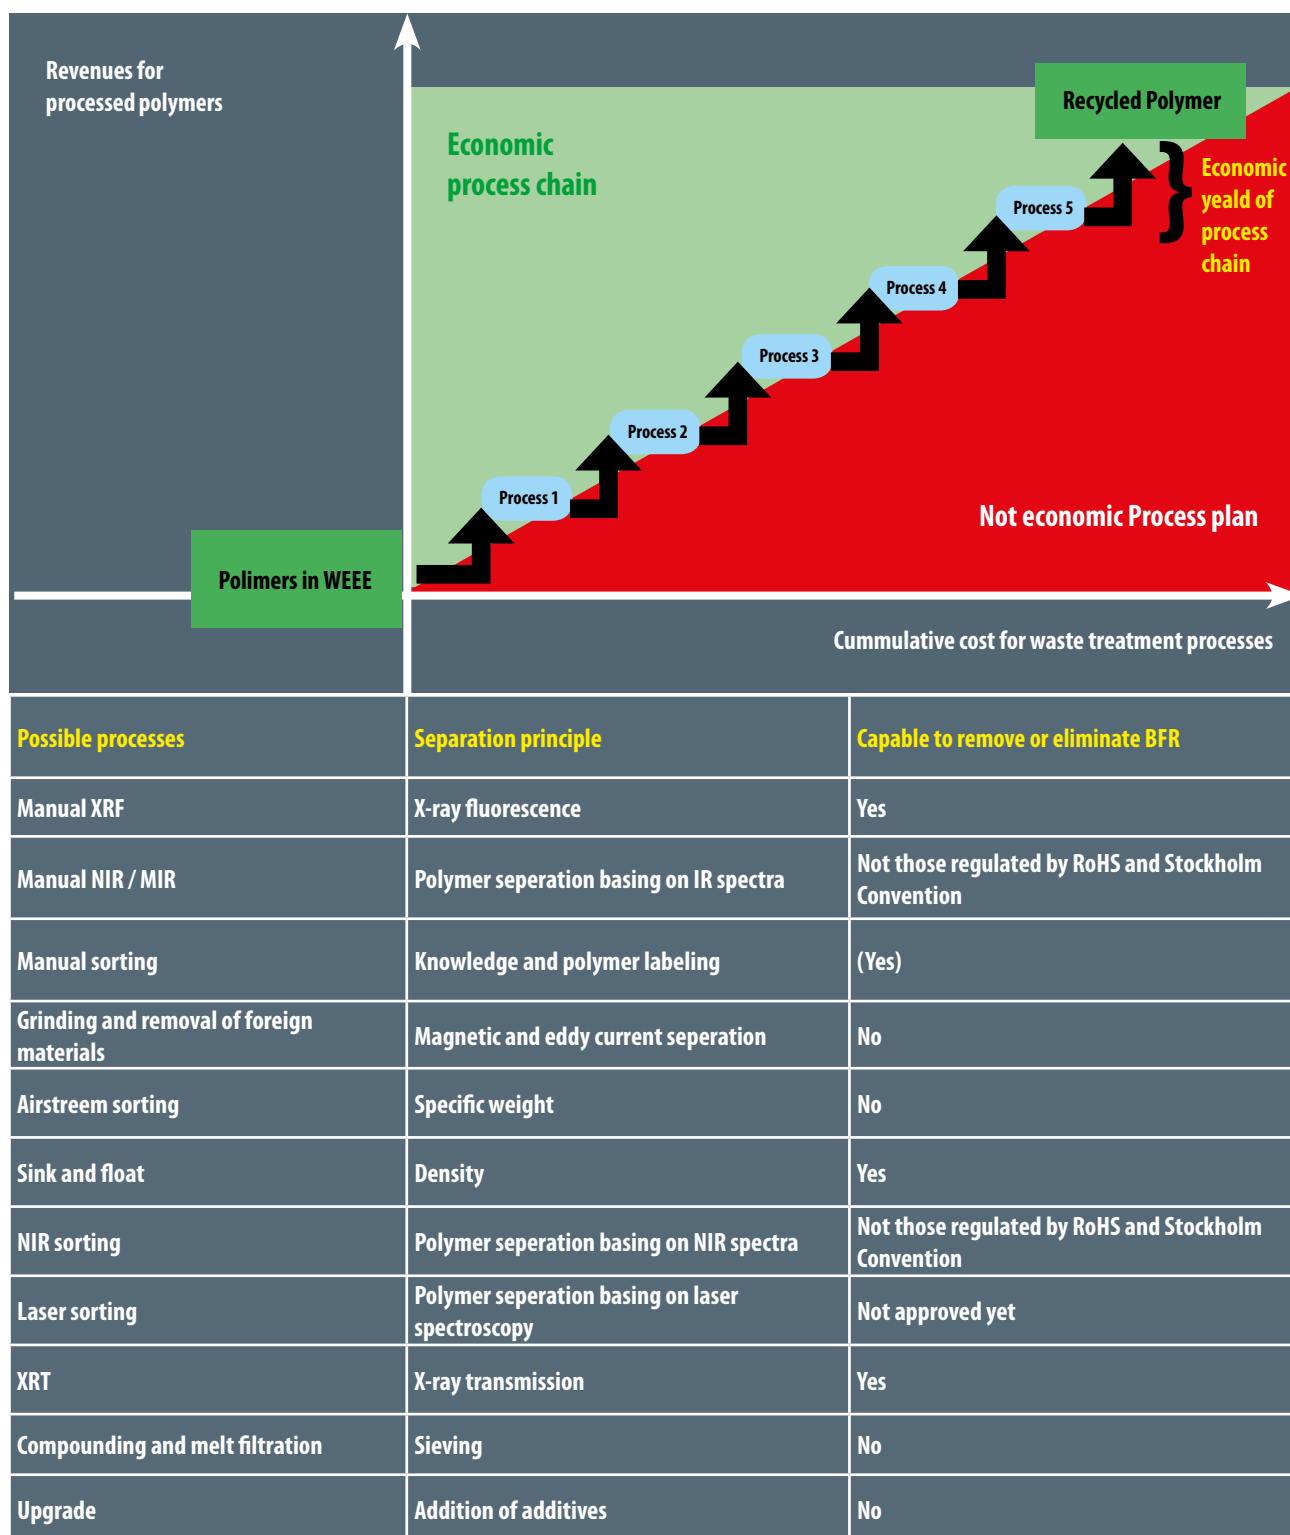 Revenues for
processed polymers
Economic
process chain
Recycled Polymer
}
Economic
yeald of
process
chain
Process 5
Process 4
Process 3
Process 2
Process 1
Not economic Process plan
Polimers in WEEE
Cummulative cost for waste treatment processes
Possible processes
Separation principle
Capable to remove or eliminate BFR
Manual XRF
X-ray fluorescence
Yes
Manual NIR / MIR
Polymer seperation basing on IR spectra
Not those regulated by RoHS and Stockholm
Convention
Manual sorting
Knowledge and polymer labeling
(Yes)
Grinding and removal of foreign
materials
Magnetic and eddy current seperation
No
Airstreem sorting
Specific weight
No
Sink and float
Density
Yes
NIR sorting
Polymer seperation basing on NIR spectra
Not those regulated by RoHS and Stockholm
Convention
Laser sorting
Polymer seperation basing on laser
spectroscopy
Not approved yet
XRT
X-ray transmission
Yes
Compounding and melt filtration
Sieving
No
Upgrade
Addition of additives
No